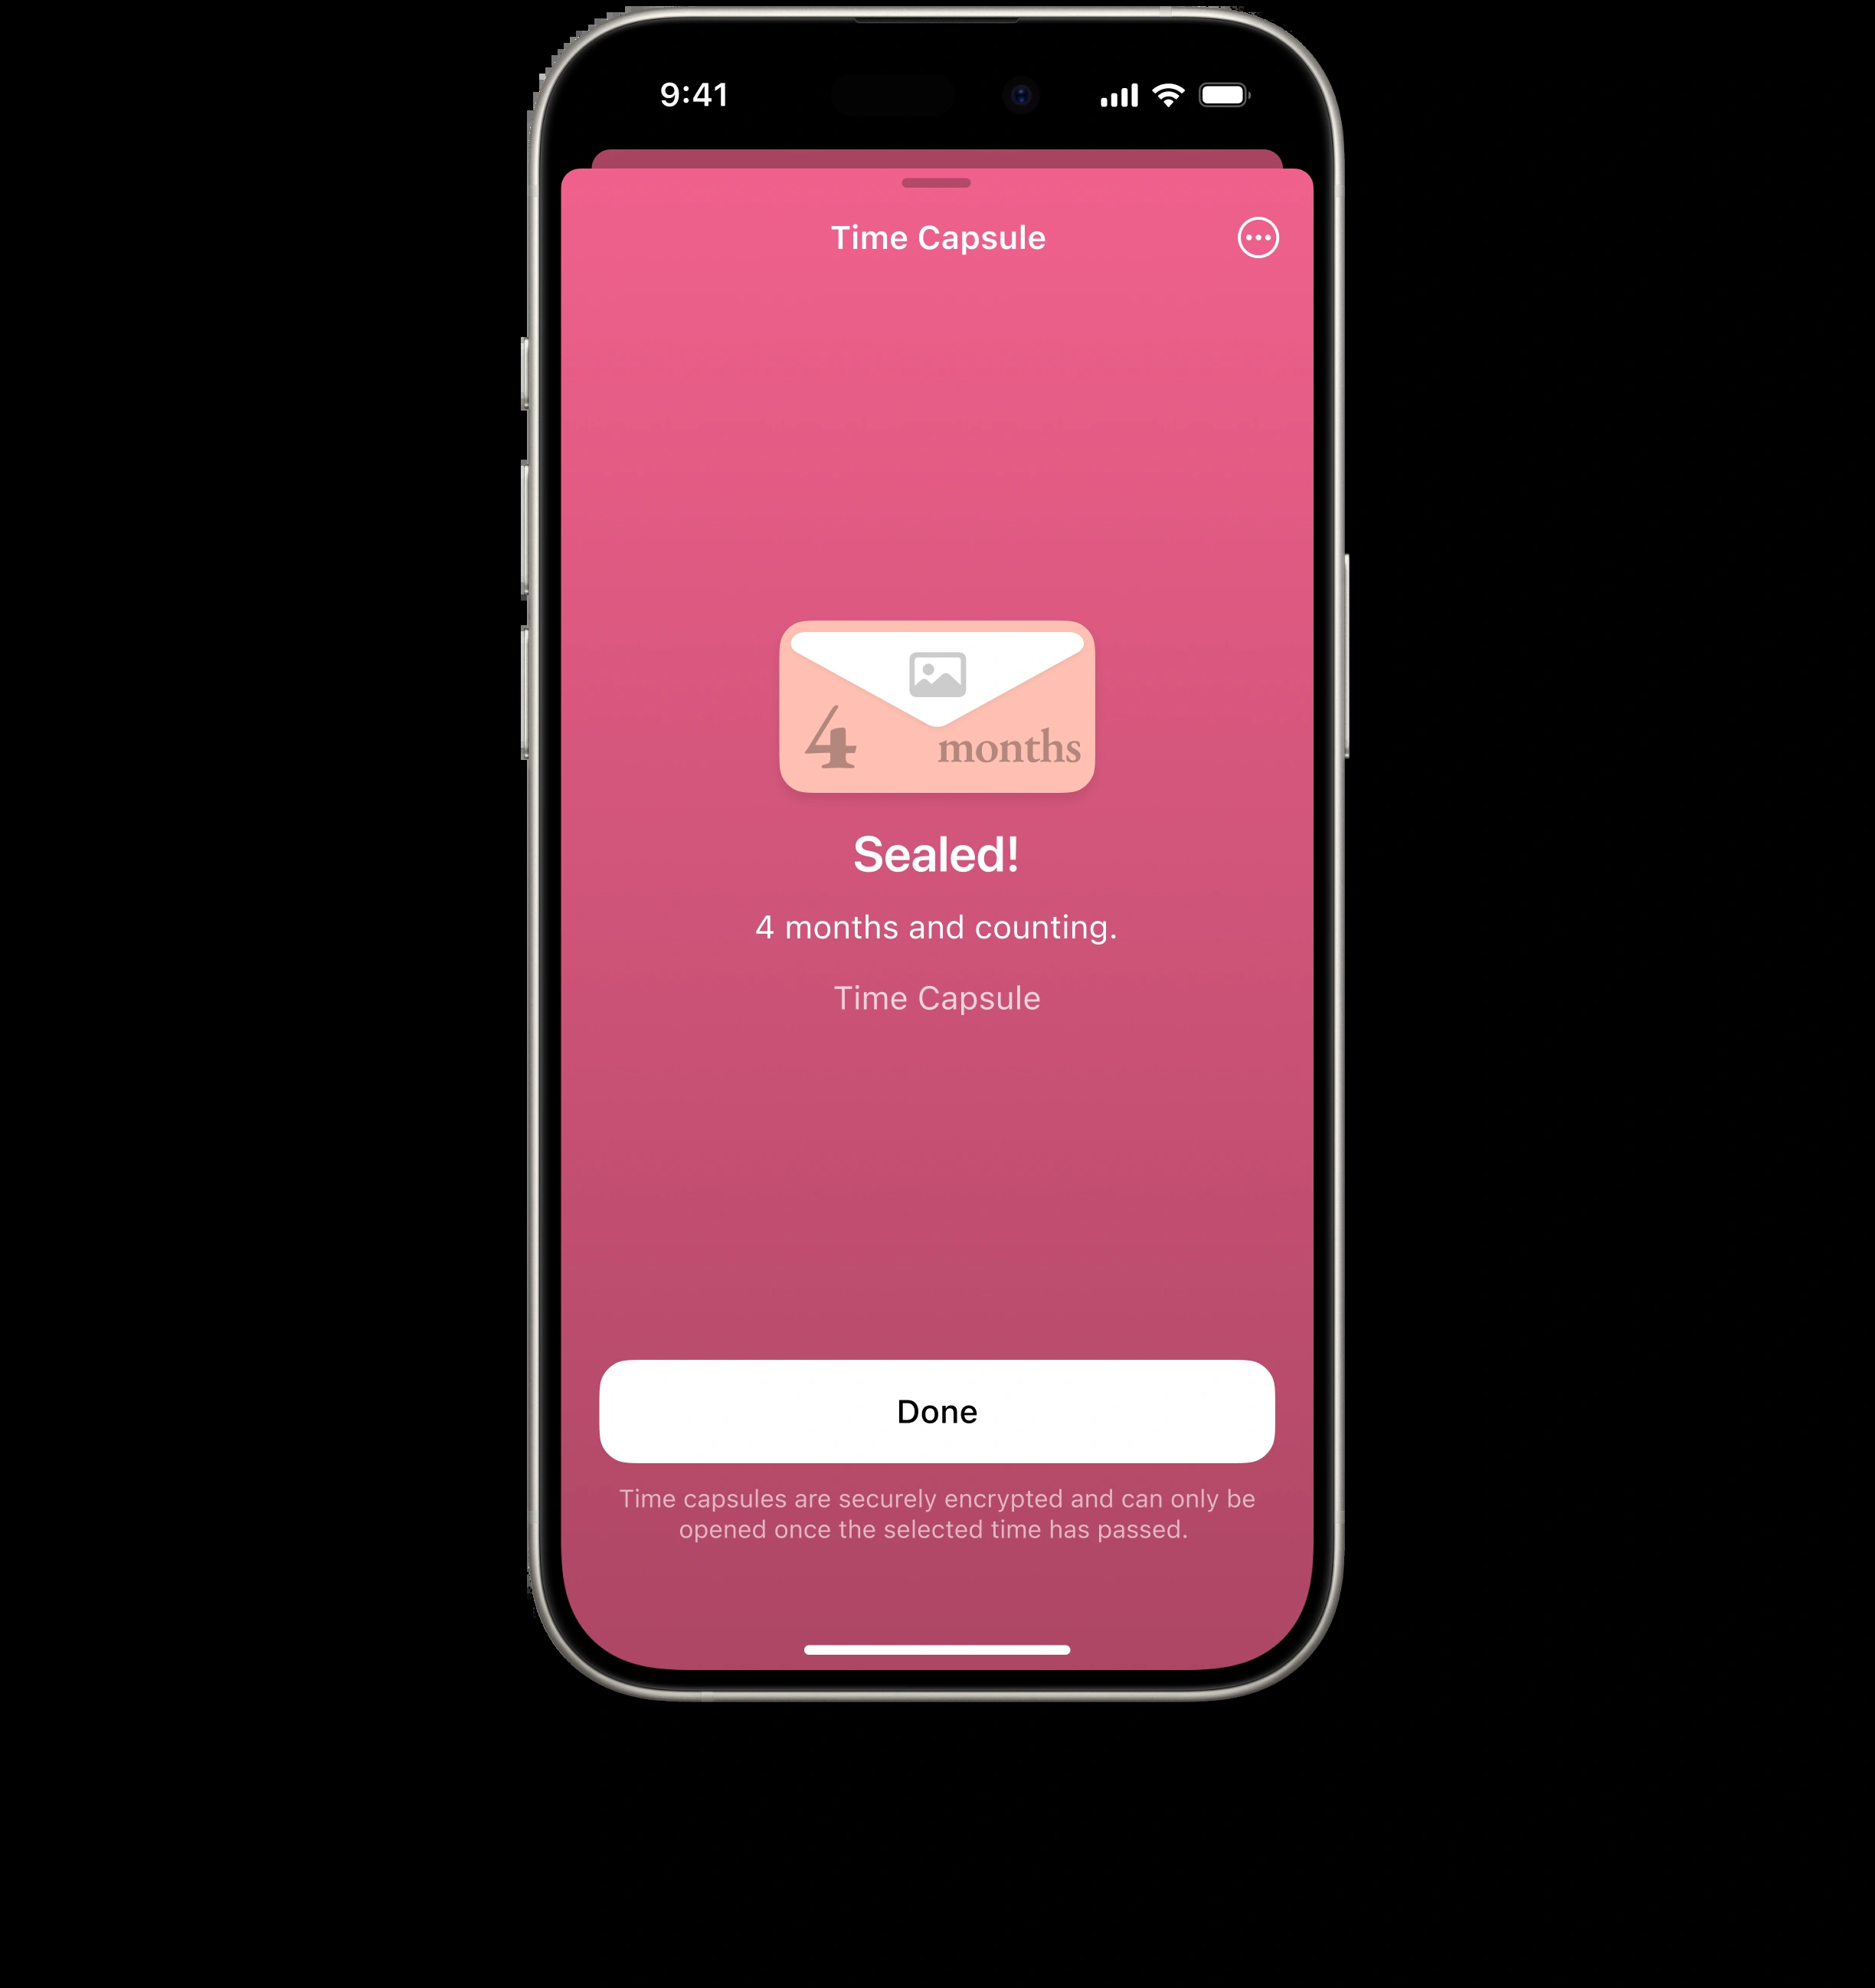 9:41
Time Capsule
4 months
Sealed!
4 months and counting.
Time Capsule
Done
Time capsules are securely encrypted and can only be
opened once the selected time has passed.